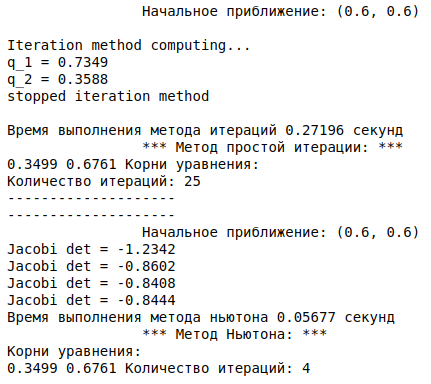 Начальное приближение: (0.6, 0.6)
Iteration method computing...
q_1 = 0.7349
q_2 = 0.3588
stopped iteration method
Время выполнения метода итераций 0.27196 секунд
*** Метод простой итерации: ***
0.3499 0.6761 Корни уравнения:
Количество итераций: 25
--------------------
--------------------
Начальное приближение: (0.6, 0.6)
Jacobi det = -1.2342
Jacobi det = -0.8602
Jacobi det = -0.8408
Jacobi det = -0.8444
Время выполнения метода ньютона 0.05677 секунд
*** Метод Ньютона: ***
Корни уравнения:
0.3499 0.6761 Количество итераций: 4